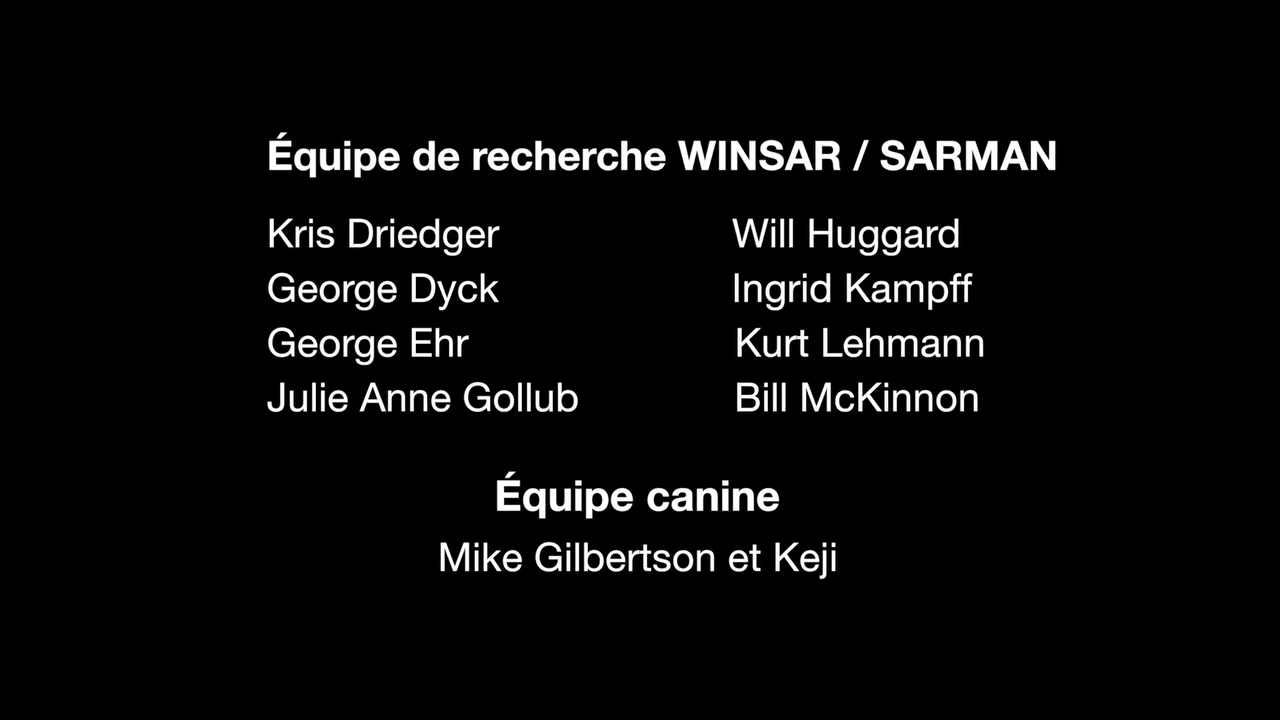 Équipe de recherche WINSAR / SARMAN
Kris Driedger
George Dyck
George Ehr
Julie Anne Gollub
Will Huggard
Ingrid Kampff
Kurt Lehmann
Bill McKinnon
Équipe canine
Mike Gilbertson et Keji